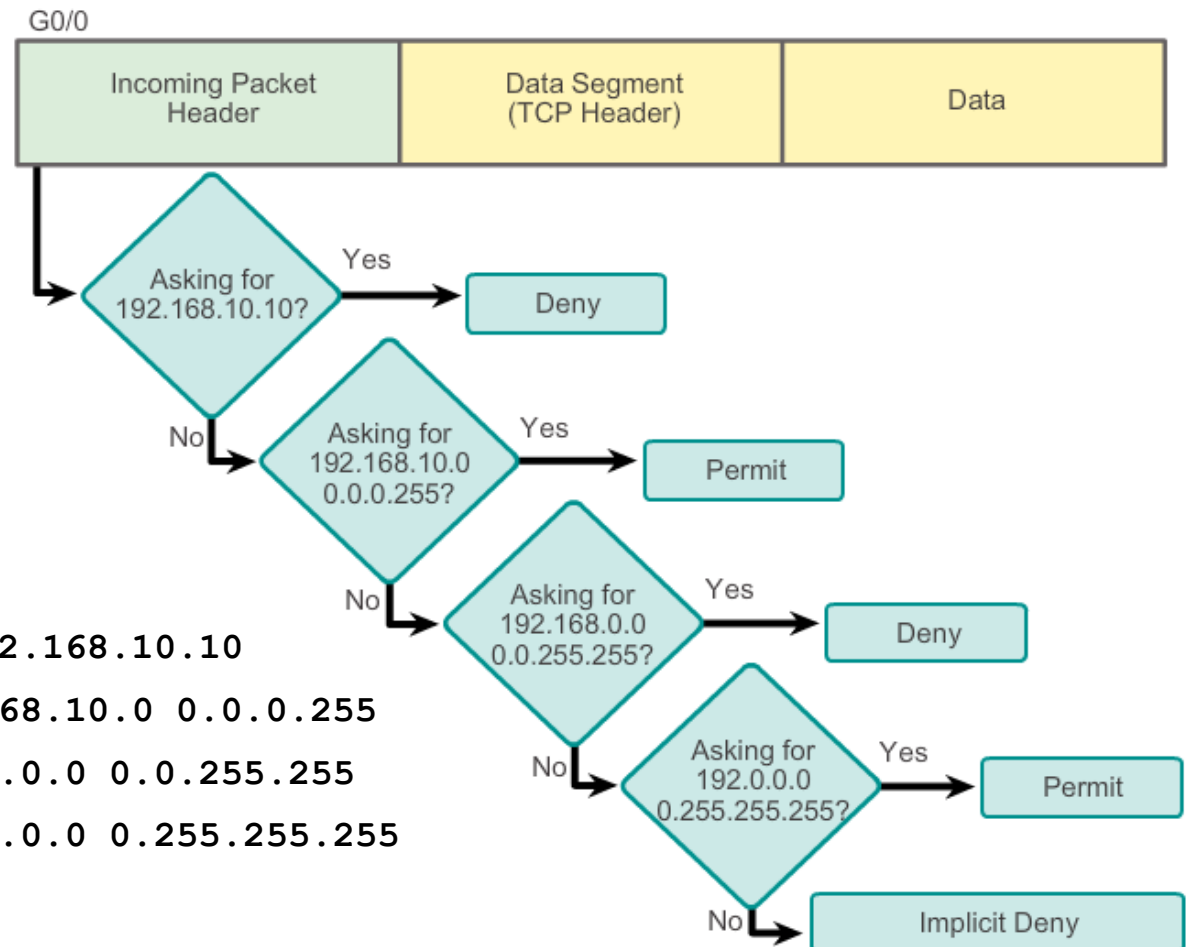 G0/0
Incoming Packet
Header
Data Segment
(TCP Header)
Data
Asking for
192.168.10.10?
Yes
Deny
No
Asking for
192.168.10.0
0.0.0.255?
Yes
Permit
No
Asking for
192.168.0.0
0.0.255.255?
Yes
Deny
No
Asking for
192.0.0.0
0.255.255.255?
Yes
Permit
No
Implicit Deny
2.168.10.10
68.10.0 0.0.0.255
.0.0 0.0.255.255
.0.0 0.255.255.255